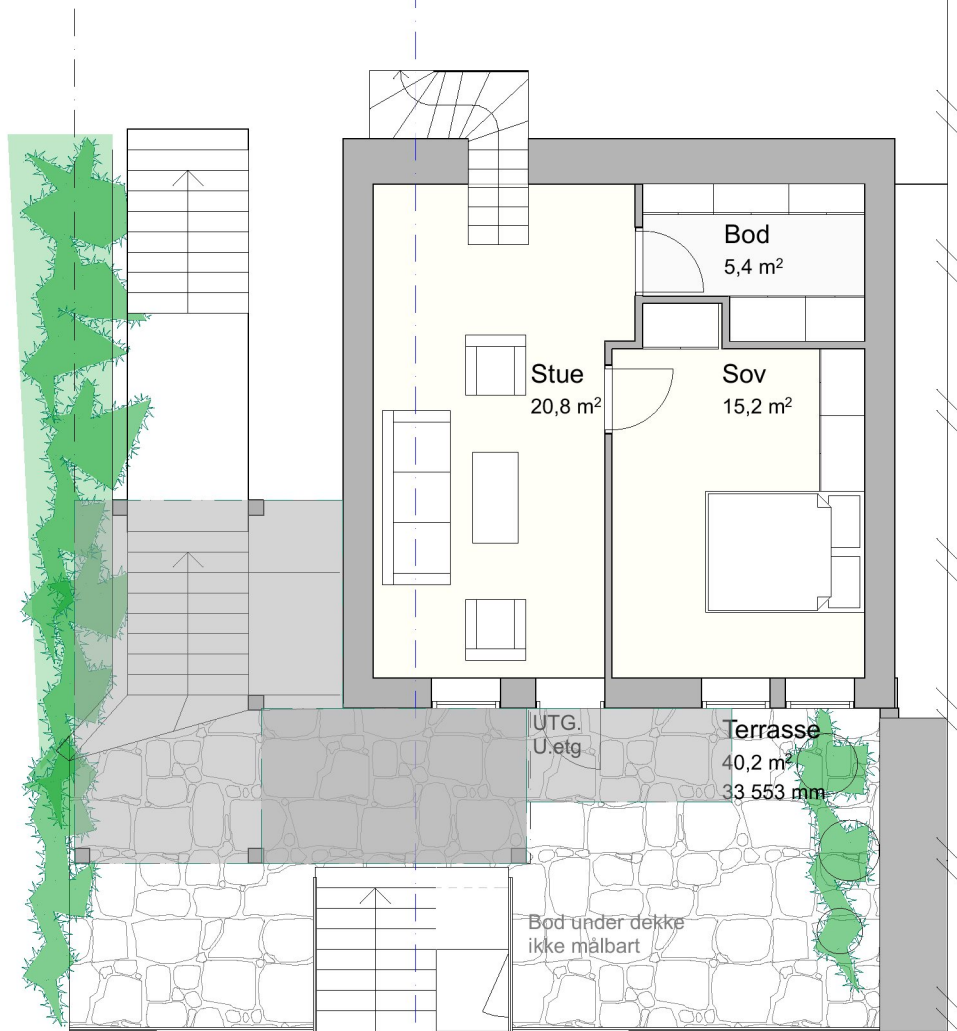 Bod
5,4 m²
Stue
20,8 m²
Sov
15,2 m²
UTG.
U.etg
Terrasse
40,2 m²
33 553 mm
Bod under dekke
ikke målbart